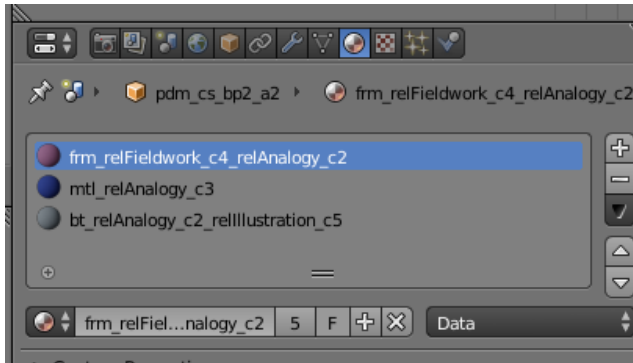 pdm_cs_bp2_a2 frm_relFieldwork_c4_relAnalogy_c2
frm_relFieldwork_c4_relAnalogy_c2
mtl_relAnalogy_c3
bt_relAnalogy_c2_relIllustration_c5
frm_relFiel...nalogy_c2 5 F Data